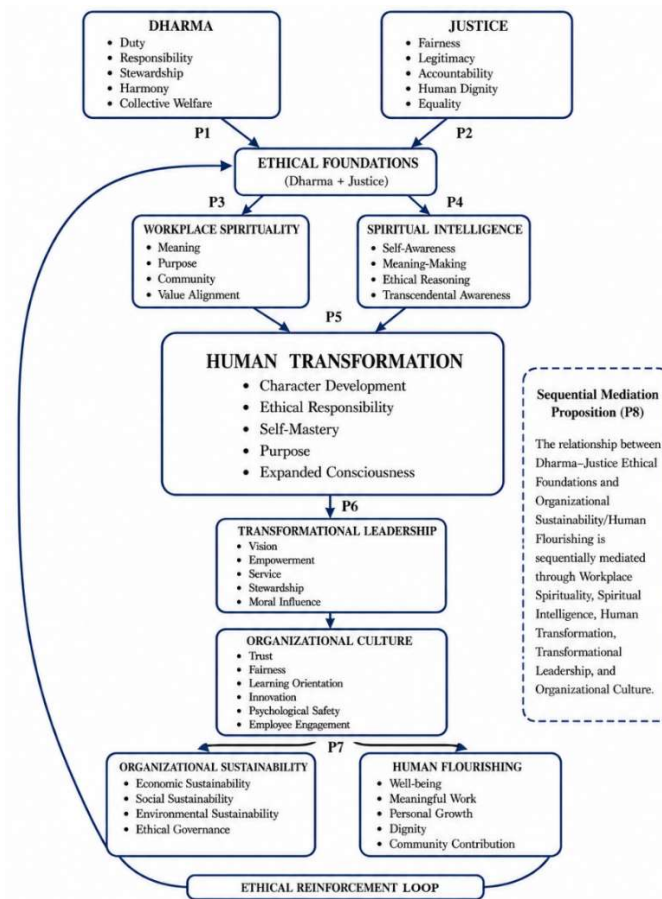 DHARMA
• Duty
• Responsibility
• Stewardship
• Harmony
• Collective Welfare
JUSTICE
• Fairness
• Legitimacy
• Accountability
• Human Dignity
• Equality
P1
P2
ETHICAL FOUNDATIONS
(Dharma + Justice)
P3
P4
WORKPLACE SPIRITUALITY
• Meaning
• Purpose
• Community
• Value Alignment
SPIRITUAL INTELLIGENCE
• Self-Awareness
• Meaning-Making
• Ethical Reasoning
• Transcendental Awareness
P5
HUMAN TRANSFORMATION
• Character Development
• Ethical Responsibility
• Self-Mastery
• Purpose
• Expanded Consciousness
Sequential Mediation
Proposition (P8)
The relationship between
Dharma–Justice Ethical
Foundations and
Organizational
Sustainability/Human
Flourishing is
sequentially mediated
through Workplace
Spirituality, Spiritual
Intelligence, Human
Transformation,
Transformational
Leadership, and
Organizational Culture.
P6
TRANSFORMATIONAL LEADERSHIP
• Vision
• Empowerment
• Service
• Stewardship
• Moral Influence
ORGANIZATIONAL CULTURE
• Trust
• Fairness
• Learning Orientation
• Innovation
• Psychological Safety
• Employee Engagement
P7
ORGANIZATIONAL SUSTAINABILITY
• Economic Sustainability
• Social Sustainability
• Environmental Sustainability
• Ethical Governance
HUMAN FLOURISHING
• Well-being
• Meaningful Work
• Personal Growth
• Dignity
• Community Contribution
ETHICAL REINFORCEMENT LOOP